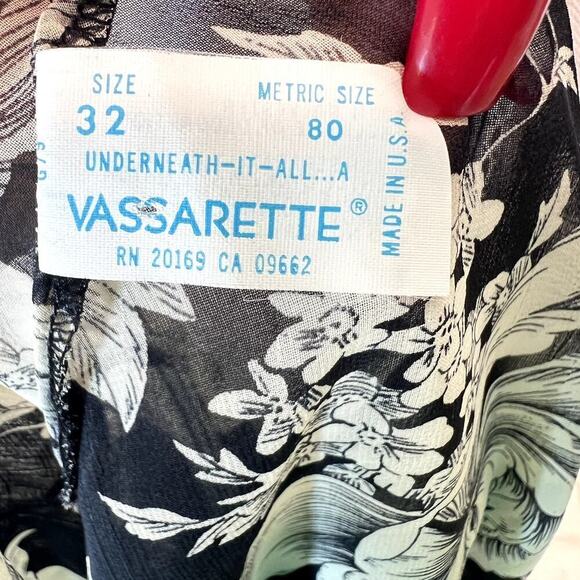 SIZE METRIC SIZE
32 80
UNDERNEATH-IT-ALL...A
VASSARETTE®
RN 20169 CA 09662
MADE IN U.S.A.